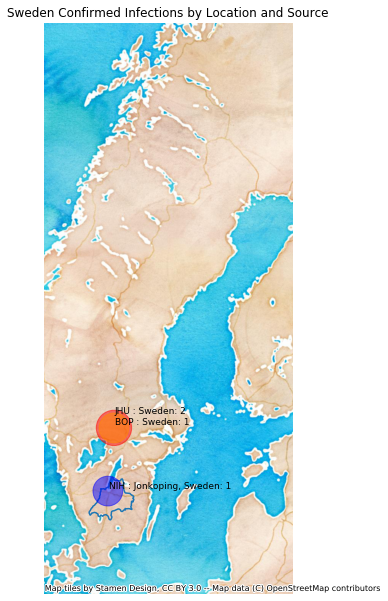 Sweden Confirmed Infections by Location and Source
JHU : Sweden: 2
BOP : Sweden: 1
NIH : Jonkoping, Sweden: 1
Map tiles by Stamen Design, CC BY 3.0 -- Map data (C) OpenStreetMap contributors